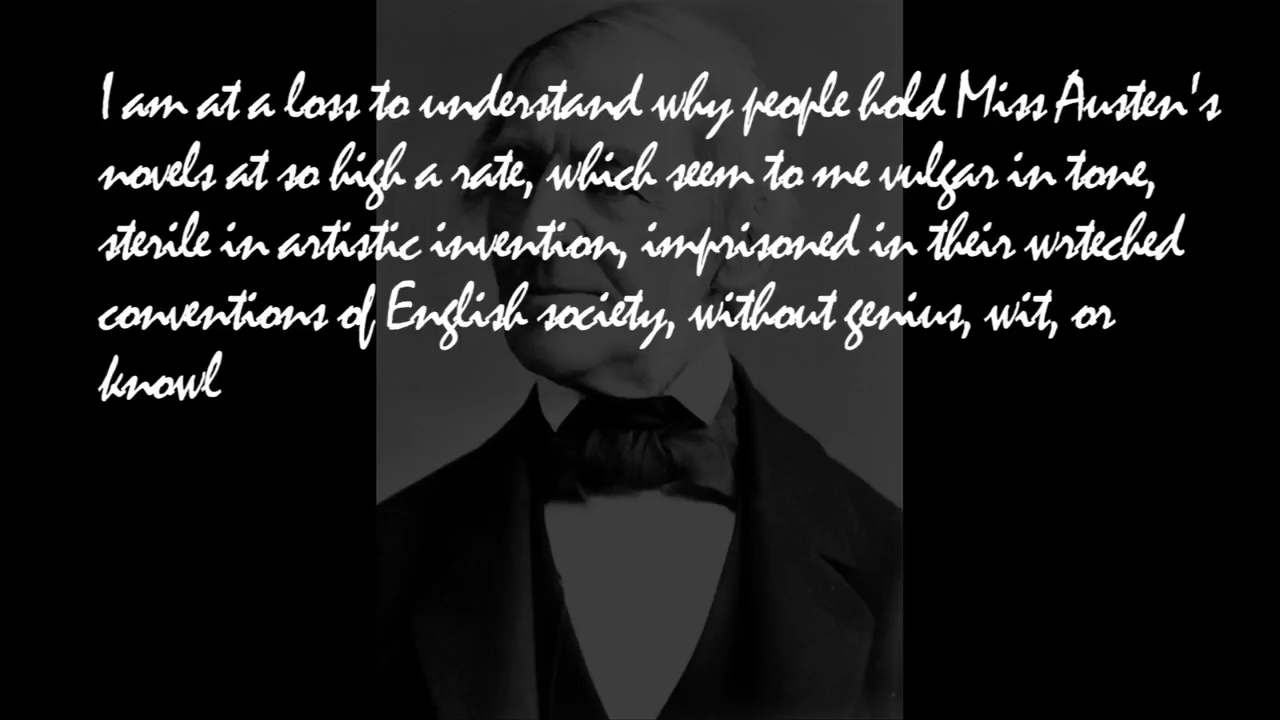 I am at a loss to understand why people hold Miss Austen's
novels at so high a rate, which seem to me vulgar in tone,
sterile in artistic invention, imprisoned in their wrteched
conventions of English society, without genius, wit, or
knowl